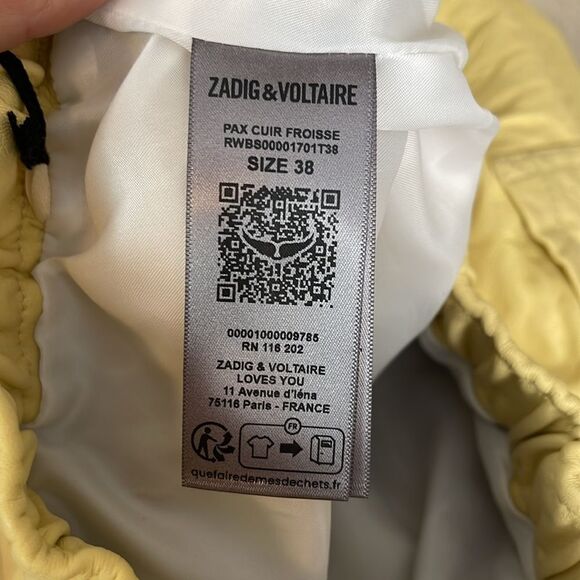 ZADIG&VOLTAIRE
PAX CUIR FROISSE
RWBS00001701T38
SIZE 38
00001000009785
RN 116 202
ZADIG & VOLTAIRE
LOVES YOU
11 Avenue d'Iéna
75116 Paris - FRANCE
FR
quefairedemesdechets.fr